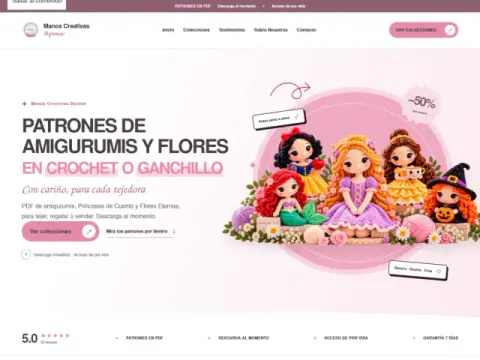 Saltar al contenido
PATRONES EN PDF Descarga al momento • Acceso de por vida
Manos Creativas
Inicio Colecciones Testimonios Sobre Nosotros Contacto
VER COLECCIONES
Manos Creativas Byomar
PATRONES DE
AMIGURUMIS Y FLORES
EN CROCHET O GANCHILLO
Con cariño, para cada tejedora
PDF de amigurumis, Princesas de Cuento y Flores Eternas,
para tejer, regalar o vender. Descarga al momento.
Ver colecciones Mira los patrones por dentro ↓
Descarga inmediata · Acceso de por vida
-50%
5.0 ★★★★★
PATRONES EN PDF
DESCARGA AL MOMENTO
ACCESO DE POR VIDA
GARANTÍA 7 DÍAS